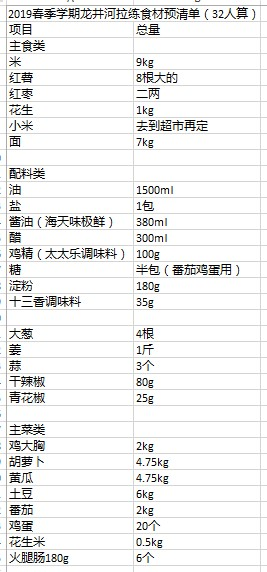 2019春季学期龙井河拉练食材预清单（32人算）
项目 总量
主食类
米 9kg
红薯 8根大的
红枣 二两
花生 1kg
小米 去到超市再定
面 7kg
配料类
油 1500ml
盐 1包
酱油（海天味极鲜） 380ml
醋 300ml
鸡精（太太乐调味料） 100g
糖 半包（番茄鸡蛋用）
淀粉 180g
十三香调味料 35g
大葱 4根
姜 1斤
蒜 3个
干辣椒 80g
青花椒 25g
主菜类
鸡大胸 2kg
胡萝卜 4.75kg
黄瓜 4.75kg
土豆 6kg
番茄 2kg
鸡蛋 20个
花生米 0.5kg
火腿肠180g 6个